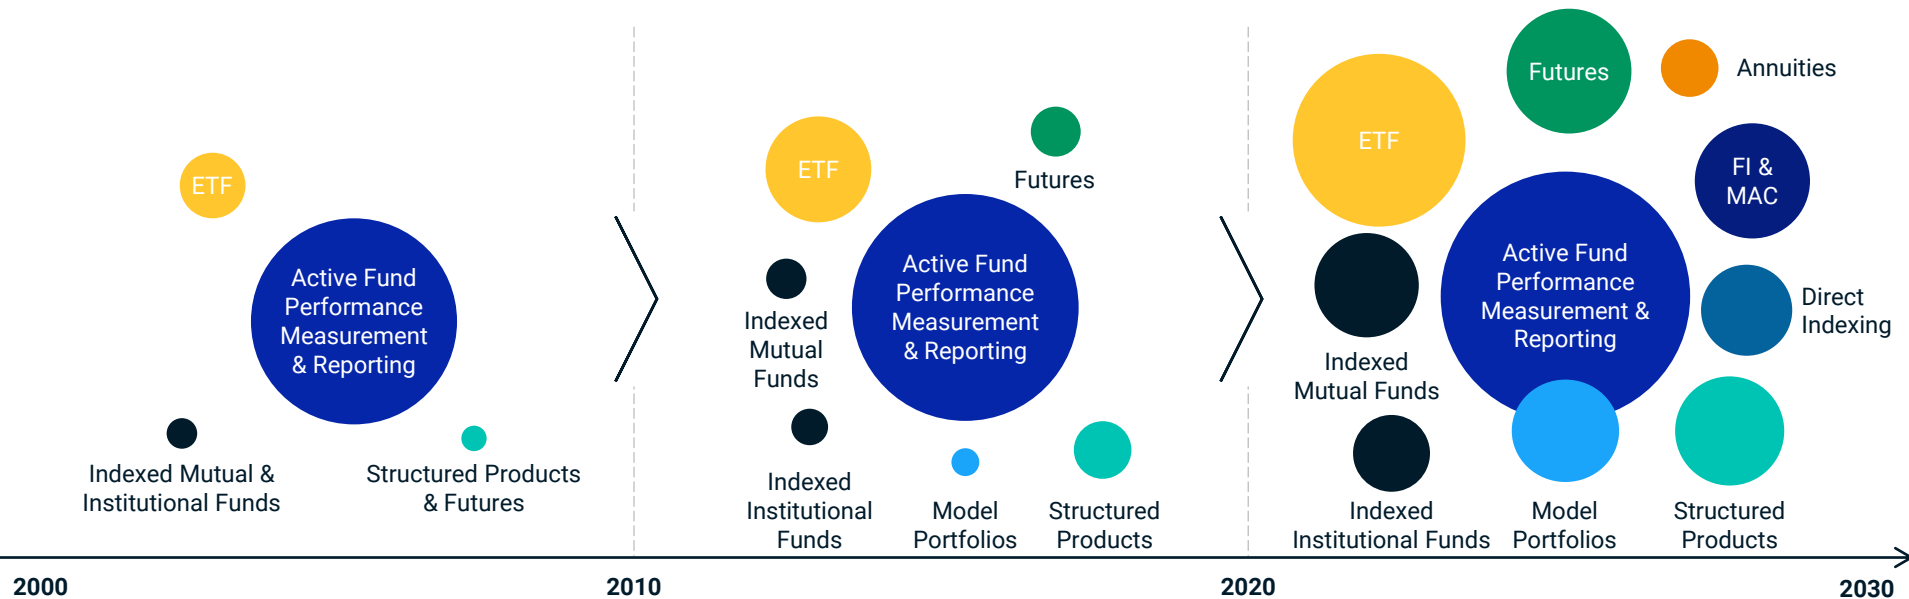 ETF
Active Fund
Performance
Measurement
& Reporting
Indexed Mutual &
Institutional Funds
Structured Products
& Futures
ETF
Futures
Active Fund
Performance
Measurement
& Reporting
Indexed
Mutual
Funds
Indexed
Institutional
Funds
Model
Portfolios
Structured
Products
ETF
Futures
Annuities
FI &
MAC
Active Fund
Performance
Measurement &
Reporting
Direct
Indexing
Indexed
Mutual Funds
Indexed
Institutional Funds
Model
Portfolios
Structured
Products
2000
2010
2020
2030